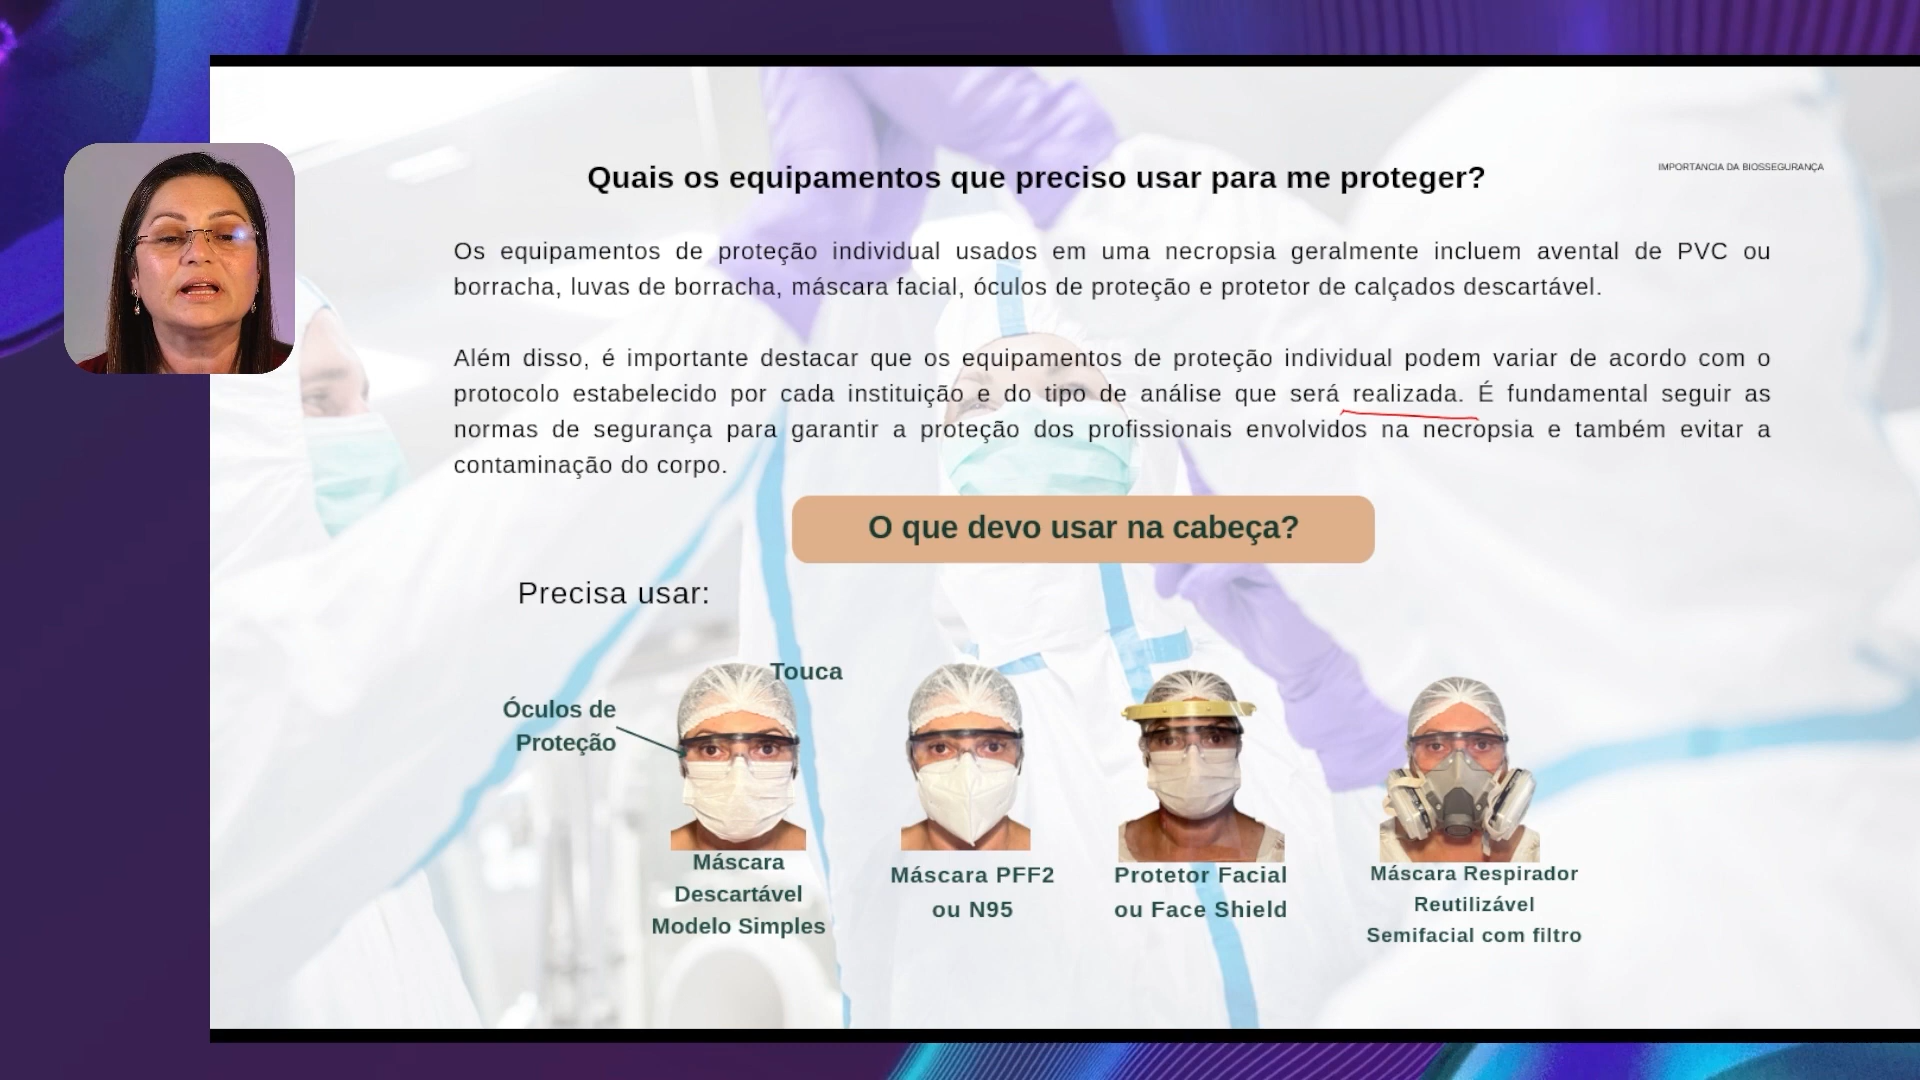 IMPORTANCIA DA BIOSSEGURANÇA
Quais os equipamentos que preciso usar para me proteger?
Os equipamentos de proteção individual usados em uma necropsia geralmente incluem avental de PVC ou
borracha, luvas de borracha, máscara facial, óculos de proteção e protetor de calçados descartável.
Além disso, é importante destacar que os equipamentos de proteção individual podem variar de acordo com o
protocolo estabelecido por cada instituição e do tipo de análise que será realizada. É fundamental seguir as
normas de segurança para garantir a proteção dos profissionais envolvidos na necropsia e também evitar a
contaminação do corpo.
O que devo usar na cabeça?
Precisa usar:
Touca
Óculos de
Proteção
Máscara
Descartável
Modelo Simples
Máscara PFF2
ou N95
Protetor Facial
ou Face Shield
Máscara Respirador
Reutilizável
Semifacial com filtro